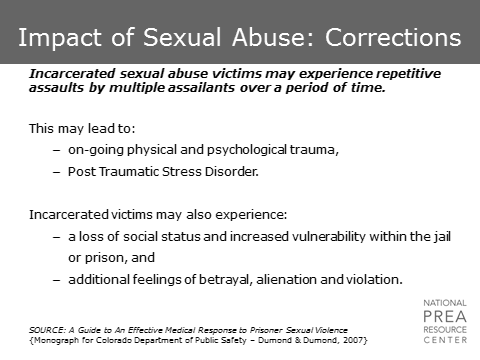 Impact of Sexual Abuse: Corrections
Incarcerated sexual abuse victims may experience repetitive
assaults by multiple assailants over a period of time.
This may lead to:
– on-going physical and psychological trauma,
– Post Traumatic Stress Disorder.
Incarcerated victims may also experience:
– a loss of social status and increased vulnerability within the jail
or prison, and
– additional feelings of betrayal, alienation and violation.
SOURCE: A Guide to An Effective Medical Response to Prisoner Sexual Violence
{Monograph for Colorado Department of Public Safety – Dumond & Dumond, 2007}
NATIONAL
PREA
RESOURCE
CENTER